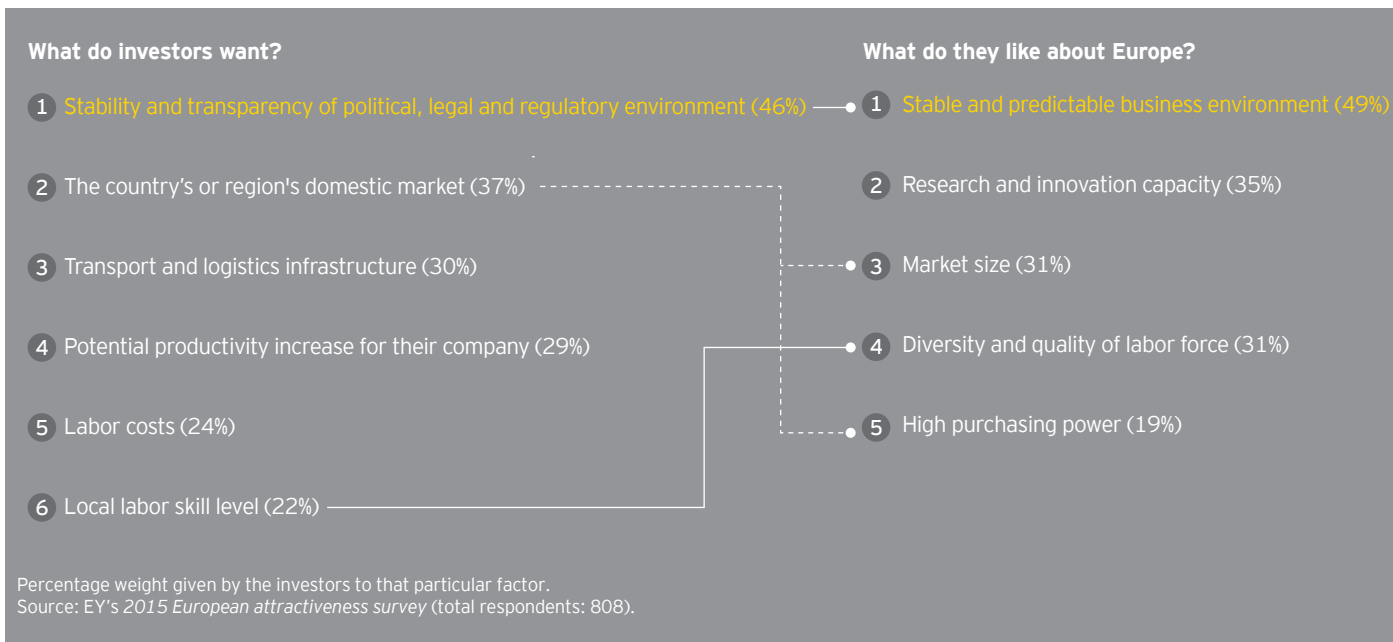 What do investors want?
1 Stability and transparency of political, legal and regulatory environment (46%)
2 The country’s or region's domestic market (37%)
3 Transport and logistics infrastructure (30%)
4 Potential productivity increase for their company (29%)
5 Labor costs (24%)
6 Local labor skill level (22%)
What do they like about Europe?
1 Stable and predictable business environment (49%)
2 Research and innovation capacity (35%)
3 Market size (31%)
4 Diversity and quality of labor force (31%)
5 High purchasing power (19%)
Percentage weight given by the investors to that particular factor.
Source: EY’s 2015 European attractiveness survey (total respondents: 808).